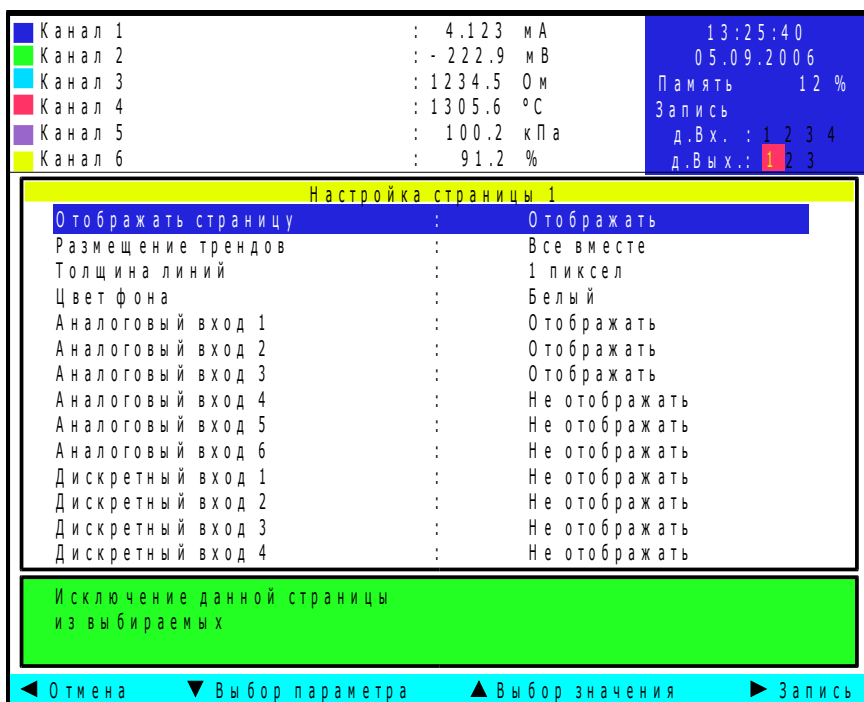 Канал 1 : 4.123 мА
Канал 2 : - 222.9 мВ
Канал 3 : 1234.5 Ом
Канал 4 : 1305.6 °C
Канал 5 : 100.2 кПа
Канал 6 : 91.2 %
13:25:40
05.09.2006
Память 12 %
Запись
д.Вх. : 1 2 3 4
д.Вых.: 1 2 3
Настройка страницы 1
Отображать страницу : Отображать
Размещение трендов : Все вместе
Толщина линий : 1 пиксел
Цвет фона : Белый
Аналоговый вход 1 : Отображать
Аналоговый вход 2 : Отображать
Аналоговый вход 3 : Отображать
Аналоговый вход 4 : Не отображать
Аналоговый вход 5 : Не отображать
Аналоговый вход 6 : Не отображать
Дискретный вход 1 : Не отображать
Дискретный вход 2 : Не отображать
Дискретный вход 3 : Не отображать
Дискретный вход 4 : Не отображать
Исключение данной страницы
из выбираемых
◄ Отмена ▼ Выбор параметра ▲ Выбор значения ► Запись